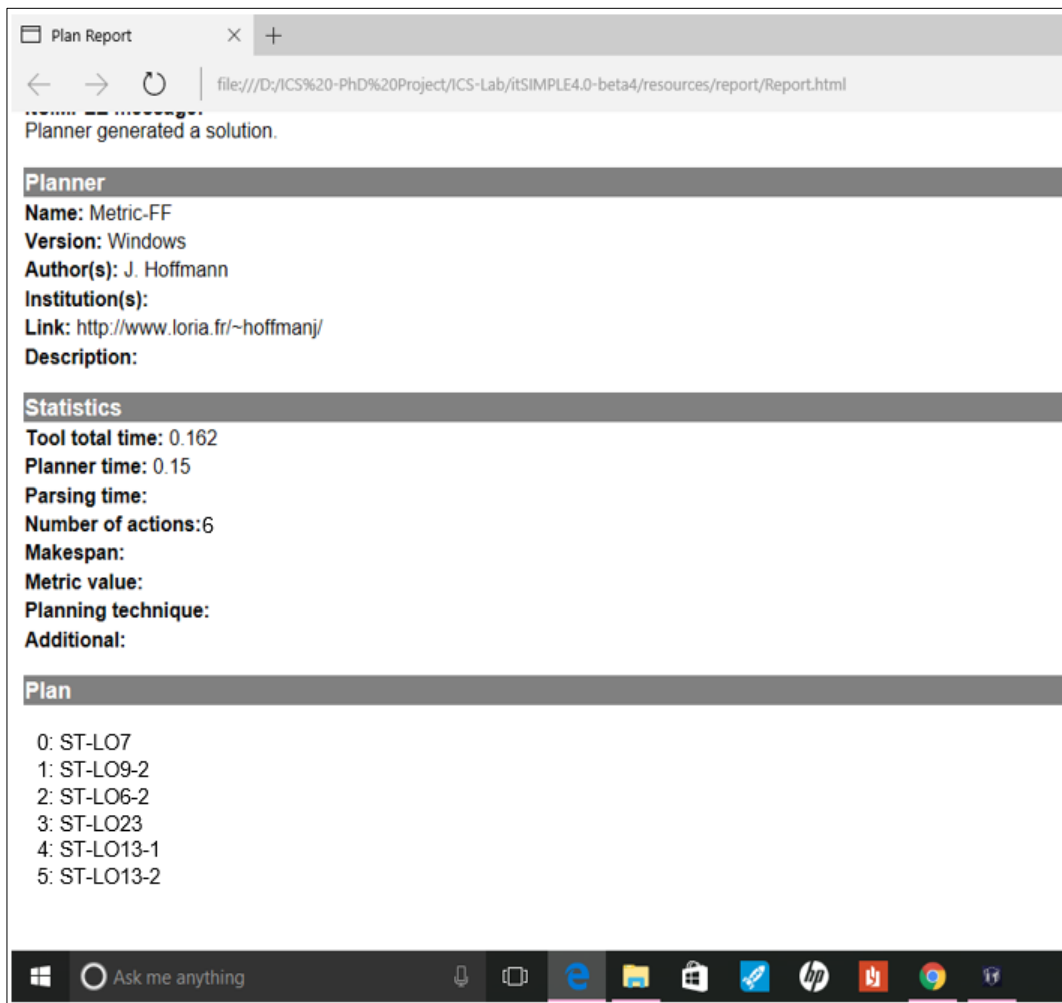 Plan Report
file:///D:/ICS%20-PhD%20Project/ICS-Lab/itSIMPLE4.0-beta4/resources/report/Report.html
message:
Planner generated a solution.
Planner
Name: Metric-FF
Version: Windows
Author(s): J. Hoffmann
Institution(s):
Link: http://www.loria.fr/~hoffmanj/
Description:
Statistics
Tool total time: 0.162
Planner time: 0.15
Parsing time:
Number of actions:6
Makespan:
Metric value:
Planning technique:
Additional:
Plan
0: ST-LO7
1: ST-LO9-2
2: ST-LO6-2
3: ST-LO23
4: ST-LO13-1
5: ST-LO13-2
Ask me anything
hp